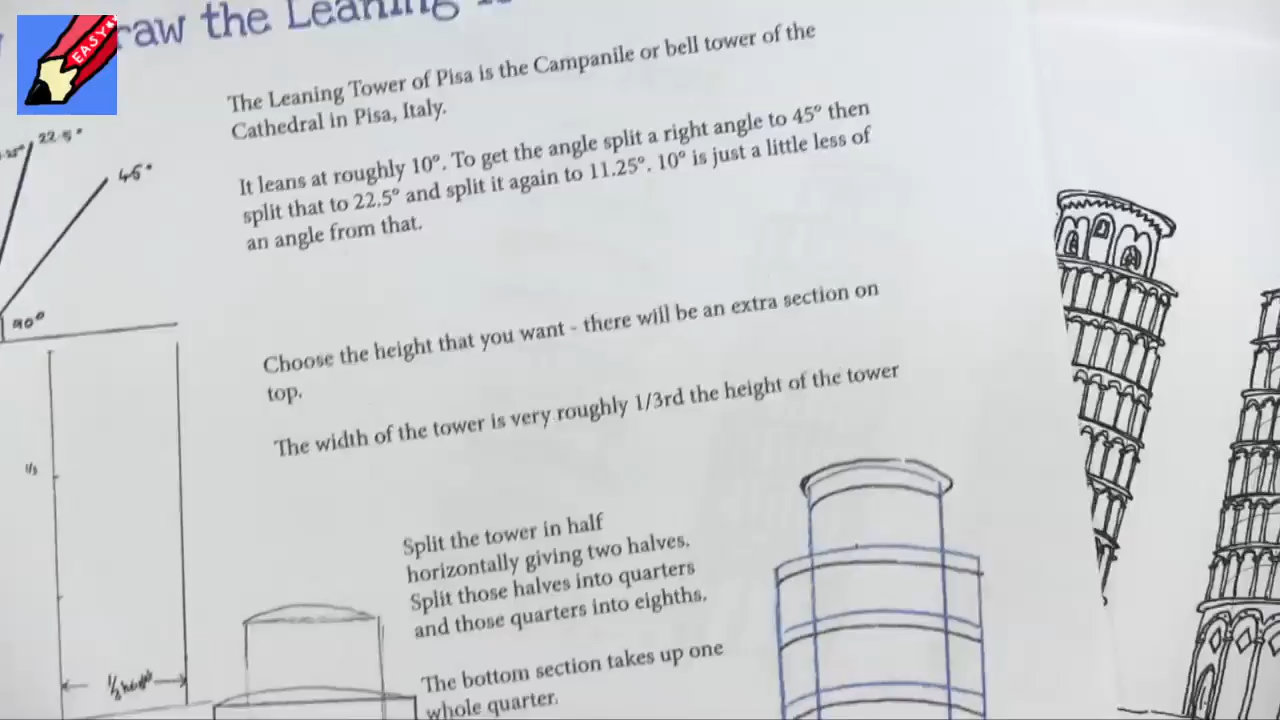 raw the Leaning
EASY
The Leaning Tower of Pisa is the Campanile or bell tower of the
Cathedral in Pisa, Italy.
22.5°
45°
It leans at roughly 10°. To get the angle split a right angle to 45° then
split that to 22.5° and split it again to 11.25°. 10° is just a little less of
an angle from that.
90°
Choose the height that you want - there will be an extra section on
top.
The width of the tower is very roughly 1/3rd the height of the tower
1/3
Split the tower in half
horizontally giving two halves.
Split those halves into quarters
and those quarters into eighths.
1/3 height
The bottom section takes up one
whole quarter.